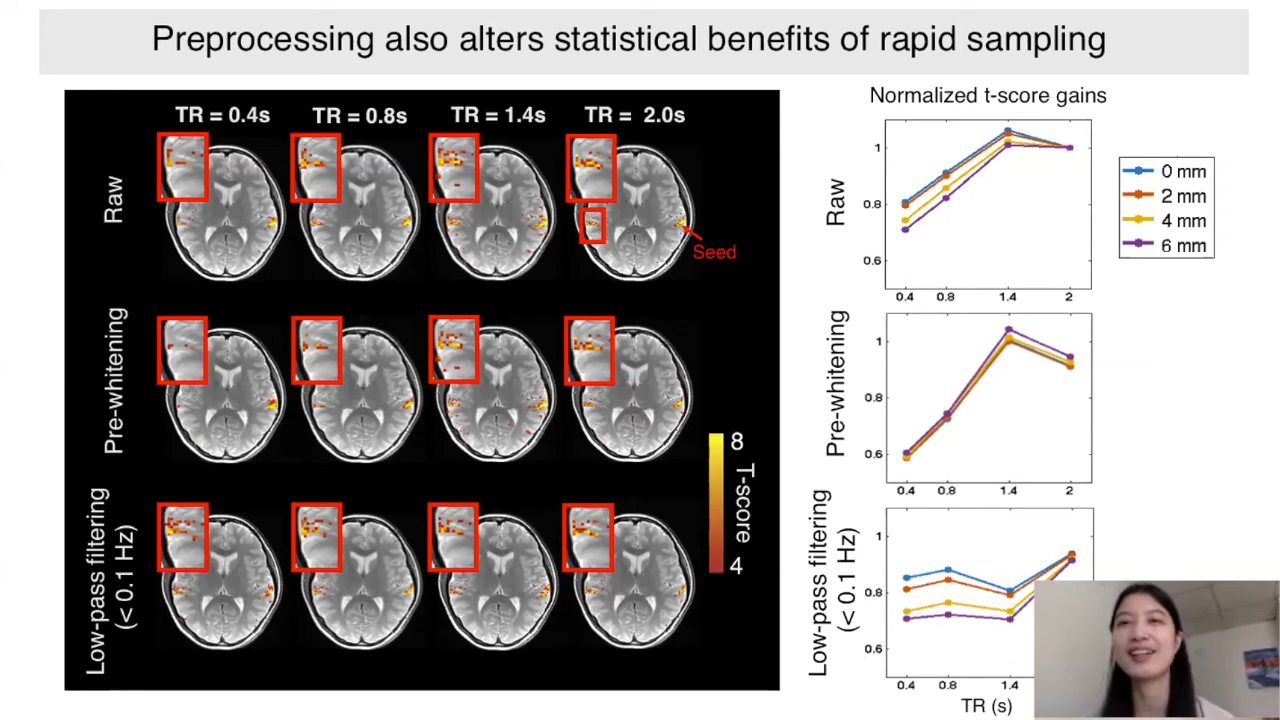 Preprocessing also alters statistical benefits of rapid sampling
TR = 0.4s
TR = 0.8s
TR = 1.4s
TR = 2.0s
Raw
Seed
Pre-whitening
8
T-score
4
Low-pass filtering
(< 0.1 Hz)
Normalized t-score gains
Raw
1
0.8
0.6
0.4
0.8
1.4
2
0 mm
2 mm
4 mm
6 mm
Pre-whitening
1
0.8
0.6
0.4
0.8
1.4
2
Low-pass filtering
(< 0.1 Hz)
1
0.8
0.6
0.4
0.8
1.4
TR (s)